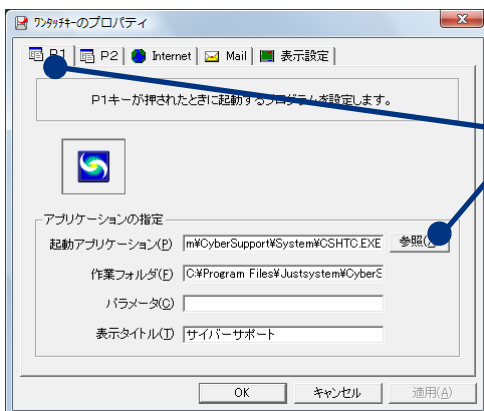 ﾜﾝﾀｯﾁｷｰのプロパティ
P1 P2 Internet Mail 表示設定
P1キーが押されたときに起動するプログラムを設定します。
アプリケーションの指定
起動アプリケーション(P) m¥CyberSupport¥System¥CSHTC.EXE 参照
作業フォルダ(F) C:¥Program Files¥Justsystem¥CyberS
パラメータ(C)
表示タイトル(T) サイバーサポート
OK キャンセル 適用(A)